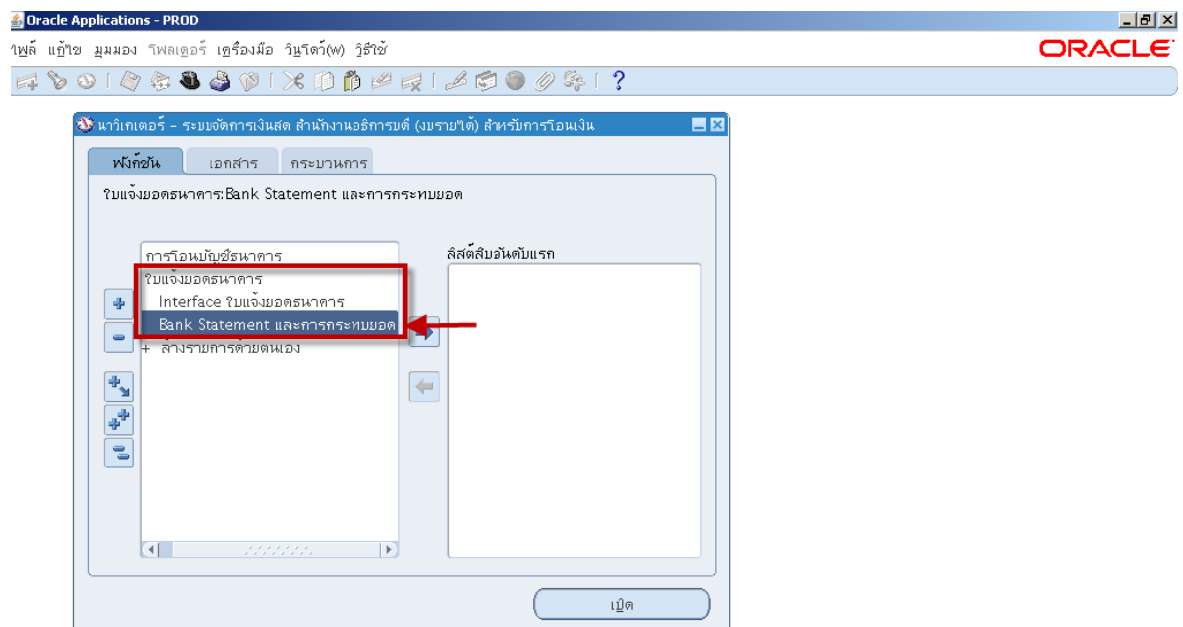 Oracle Applications - PROD
ไพล์ แก้ไข มุมมอง โฟลเดอร์ เครื่องมือ วินโดว์(w) วิธีใช้
ORACLE
นาวิเกเตอร์ - ระบบจัดการเงินสด สำนักงานอธิการบดี (งบรายได้) สำหรับการโอนเงิน
ฟังก์ชัน เอกสาร กระบวนการ
ใบแจ้งยอดธนาคาร:Bank Statement และการกระทบยอด
การโอนบัญชีธนาคาร
ลิสต์สิบอันดับแรก
ใบแจ้งยอดธนาคาร
Interface ใบแจ้งยอดธนาคาร
Bank Statement และการกระทบยอด
+ ล้างรายการด้วยตนเอง
เปิด